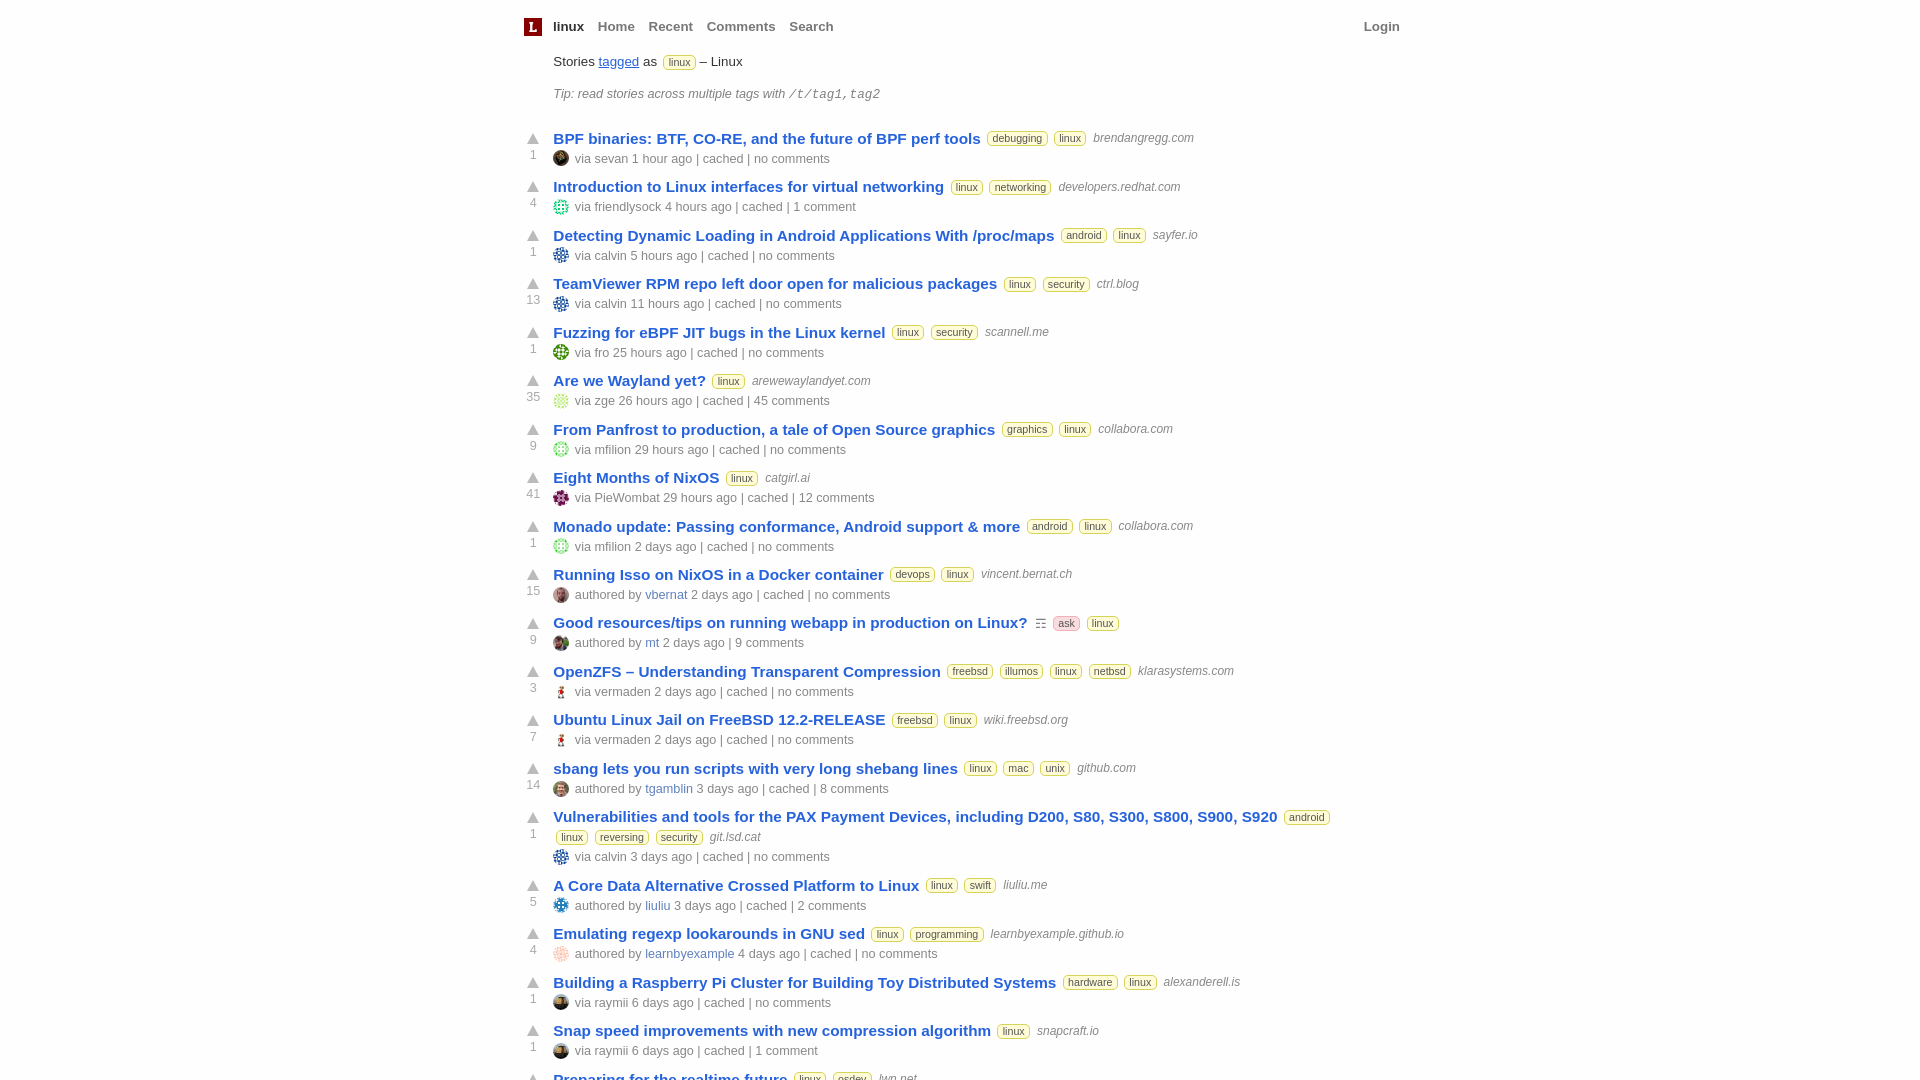 L linux Home Recent Comments Search Login
Stories tagged as linux – Linux
Tip: read stories across multiple tags with /t/tag1,tag2
BPF binaries: BTF, CO-RE, and the future of BPF perf tools debugging linux brendangregg.com
1 via sevan 1 hour ago | cached | no comments
Introduction to Linux interfaces for virtual networking linux networking developers.redhat.com
4 via friendlysock 4 hours ago | cached | 1 comment
Detecting Dynamic Loading in Android Applications With /proc/maps android linux sayfer.io
1 via calvin 5 hours ago | cached | no comments
TeamViewer RPM repo left door open for malicious packages linux security ctrl.blog
13 via calvin 11 hours ago | cached | no comments
Fuzzing for eBPF JIT bugs in the Linux kernel linux security scannell.me
1 via fro 25 hours ago | cached | no comments
Are we Wayland yet? linux arewewaylandyet.com
35 via zge 26 hours ago | cached | 45 comments
From Panfrost to production, a tale of Open Source graphics graphics linux collabora.com
9 via mfilion 29 hours ago | cached | no comments
Eight Months of NixOS linux catgirl.ai
41 via PieWombat 29 hours ago | cached | 12 comments
Monado update: Passing conformance, Android support & more android linux collabora.com
1 via mfilion 2 days ago | cached | no comments
Running Isso on NixOS in a Docker container devops linux vincent.bernat.ch
15 authored by vbernat 2 days ago | cached | no comments
Good resources/tips on running webapp in production on Linux? ☶ ask linux
9 authored by mt 2 days ago | 9 comments
OpenZFS – Understanding Transparent Compression freebsd illumos linux netbsd klarasystems.com
3 via vermaden 2 days ago | cached | no comments
Ubuntu Linux Jail on FreeBSD 12.2-RELEASE freebsd linux wiki.freebsd.org
7 via vermaden 2 days ago | cached | no comments
sbang lets you run scripts with very long shebang lines linux mac unix github.com
14 authored by tgamblin 3 days ago | cached | 8 comments
Vulnerabilities and tools for the PAX Payment Devices, including D200, S80, S300, S800, S900, S920 android
1 linux reversing security git.lsd.cat
via calvin 3 days ago | cached | no comments
A Core Data Alternative Crossed Platform to Linux linux swift liuliu.me
5 authored by liuliu 3 days ago | cached | 2 comments
Emulating regexp lookarounds in GNU sed linux programming learnbyexample.github.io
4 authored by learnbyexample 4 days ago | cached | no comments
Building a Raspberry Pi Cluster for Building Toy Distributed Systems hardware linux alexanderell.is
1 via raymii 6 days ago | cached | no comments
Snap speed improvements with new compression algorithm linux snapcraft.io
1 via raymii 6 days ago | cached | 1 comment
Preparing for the realtime future linux osdev lwn.net